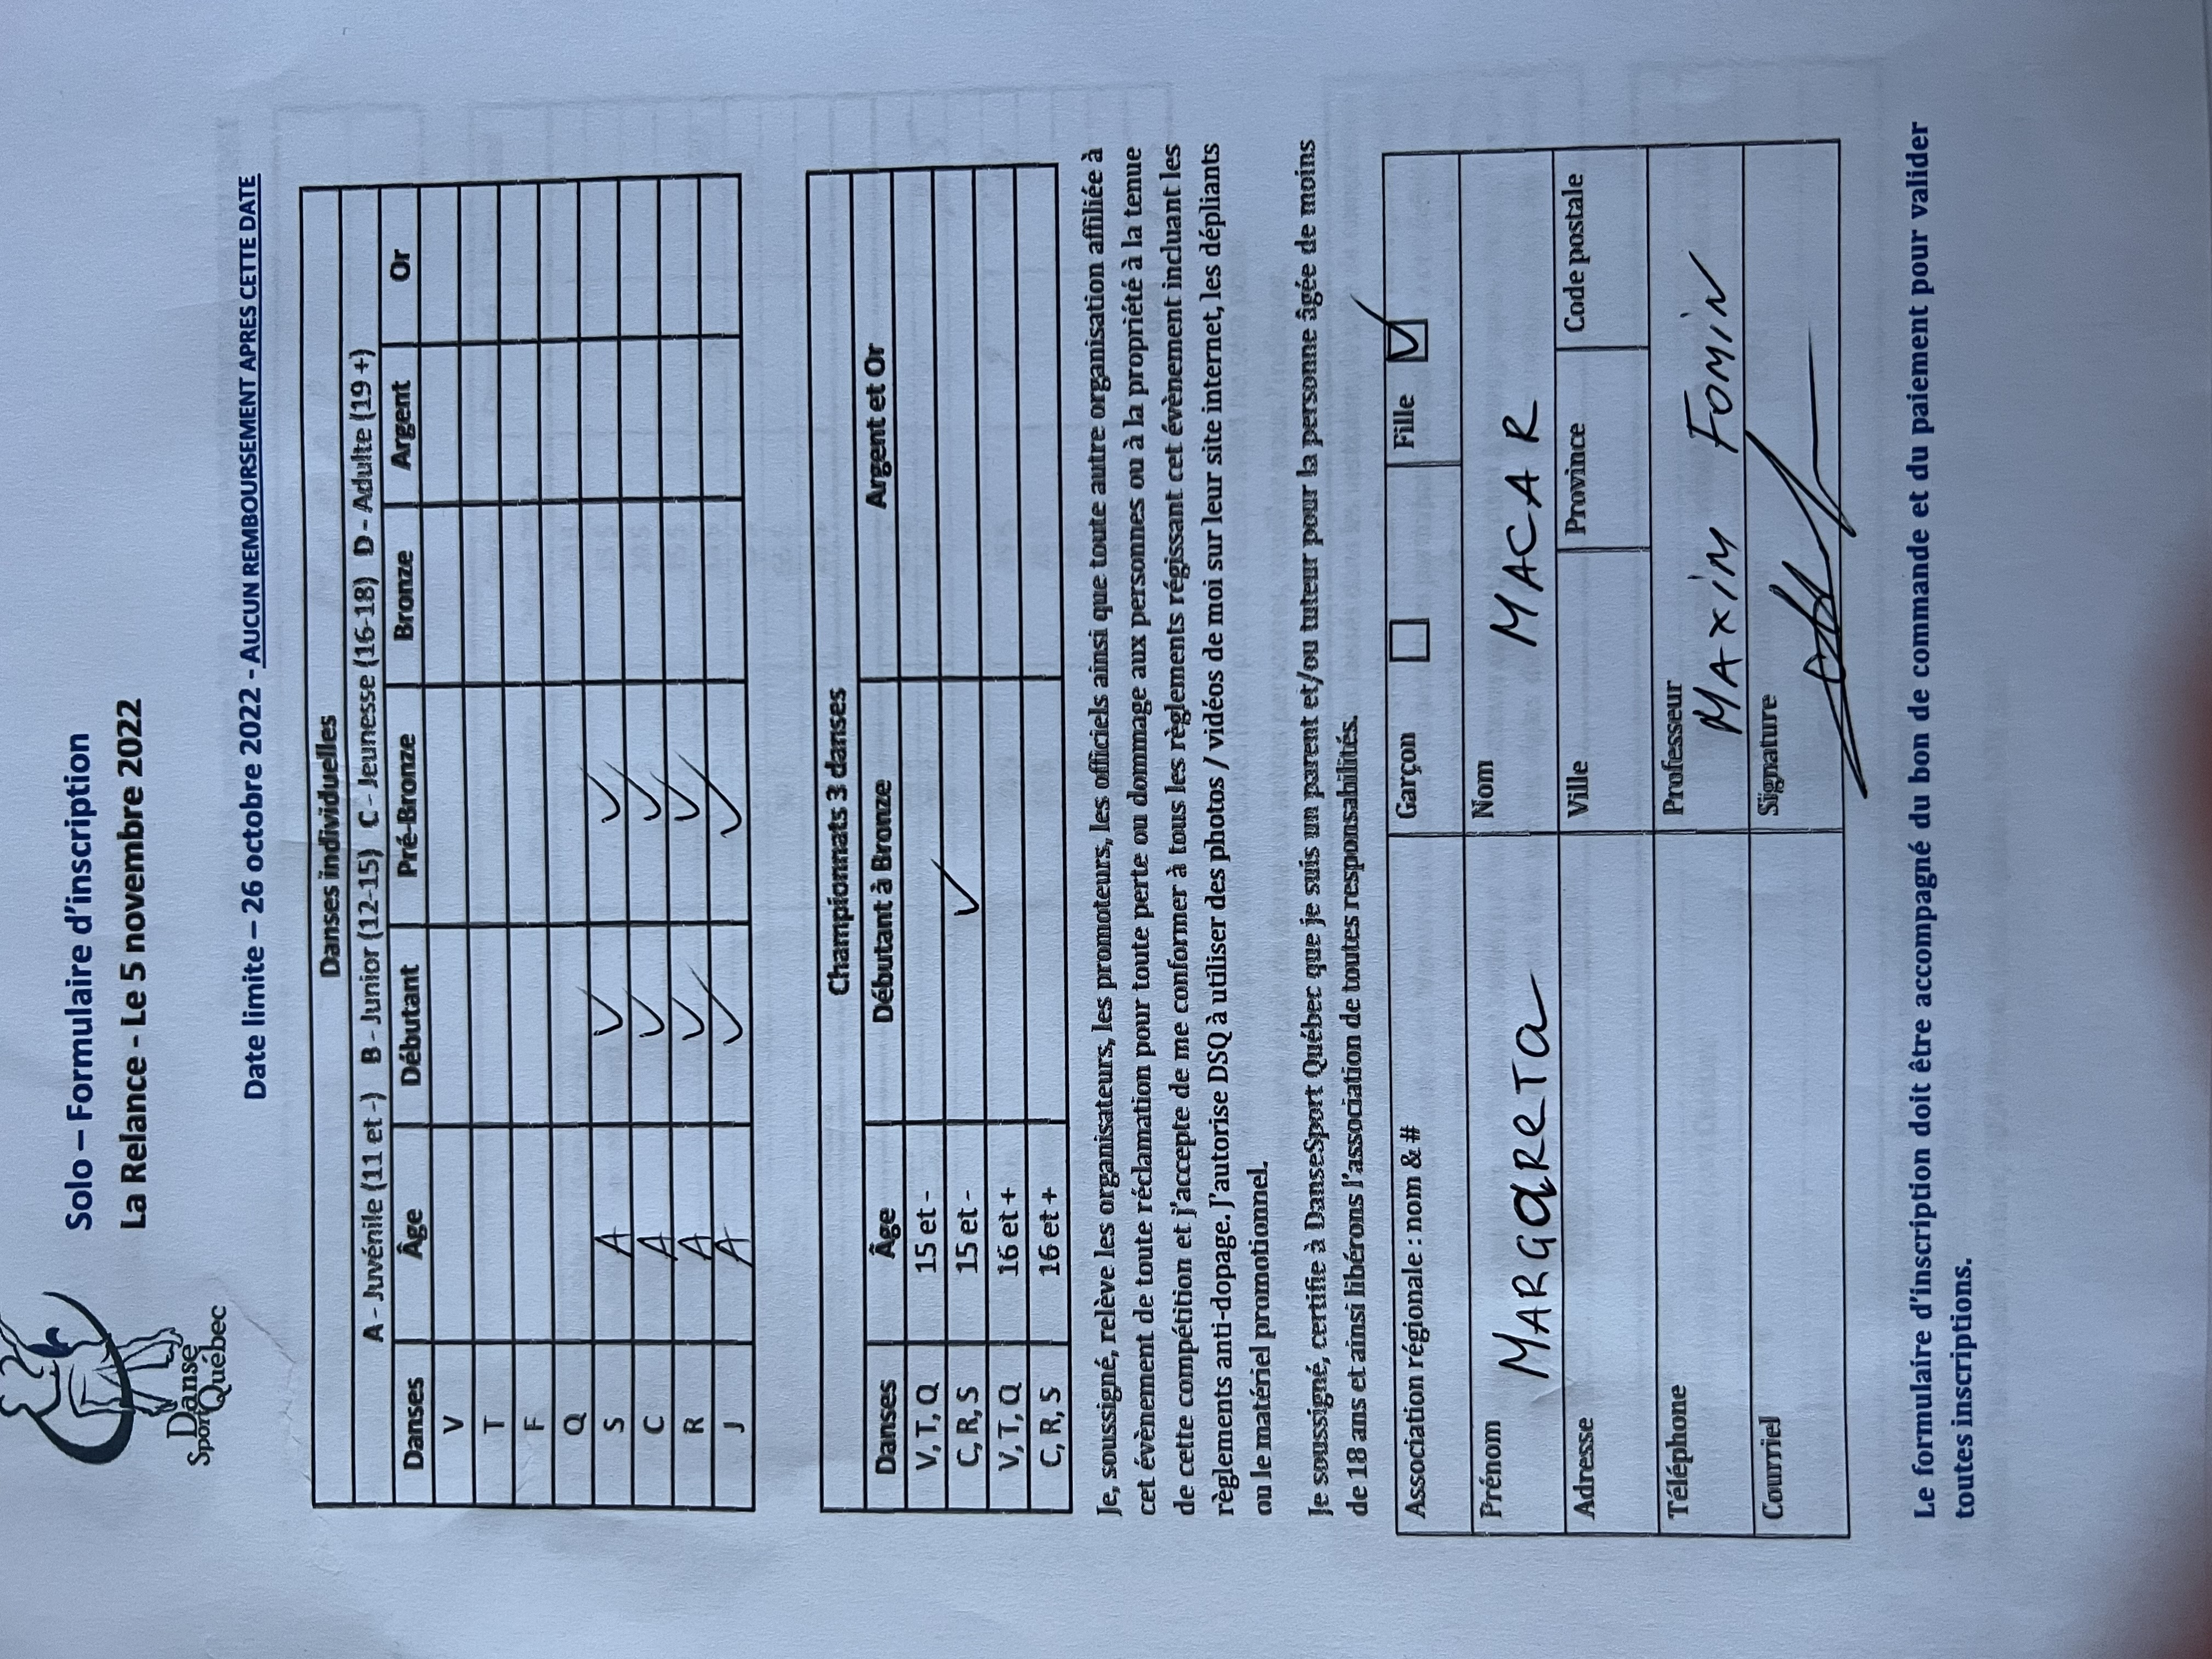 Danse
Sport Québec
Solo – Formulaire d'inscription
La Relance - Le 5 novembre 2022
Date limite – 26 octobre 2022 - AUCUN REMBOURSEMENT APRES CETTE DATE
Danses individuelles
A - Juvénile (11 et -) B - Junior (12-15) C - Jeunesse (16-18) D - Adulte (19 +)
Danses Âge Débutant Pré-Bronze Bronze Argent Or
V
T
F
Q
S A ✓ ✓
C A ✓ ✓
R A ✓ ✓
J A ✓ ✓
Championnats 3 danses
Danses Âge Débutant à Bronze Argent et Or
V, T, Q 15 et -
C, R, S 15 et - ✓
V, T, Q 16 et +
C, R, S 16 et +
Je, soussigné, relève les organisateurs, les promoteurs, les officiels ainsi que toute autre organisation affiliée à
cet évènement de toute réclamation pour toute perte ou dommage aux personnes ou à la propriété à la tenue
de cette compétition et j'accepte de me conformer à tous les règlements régissant cet évènement incluant les
règlements anti-dopage. J'autorise DSQ à utiliser des photos / vidéos de moi sur leur site internet, les dépliants
ou le matériel promotionnel.
Je soussigné, certifie à DanseSport Québec que je suis un parent et/ou tuteur pour la personne âgée de moins
de 18 ans et ainsi libérons l'association de toutes responsabilités.
Association régionale : nom & # Garçon ☐ Fille ☑
Prénom Nom
MARGaReTa MACAR
Adresse Ville Province Code postale
Téléphone Professeur
MAXiM FOMiN
Courriel Signature
Le formulaire d'inscription doit être accompagné du bon de commande et du paiement pour valider
toutes inscriptions.